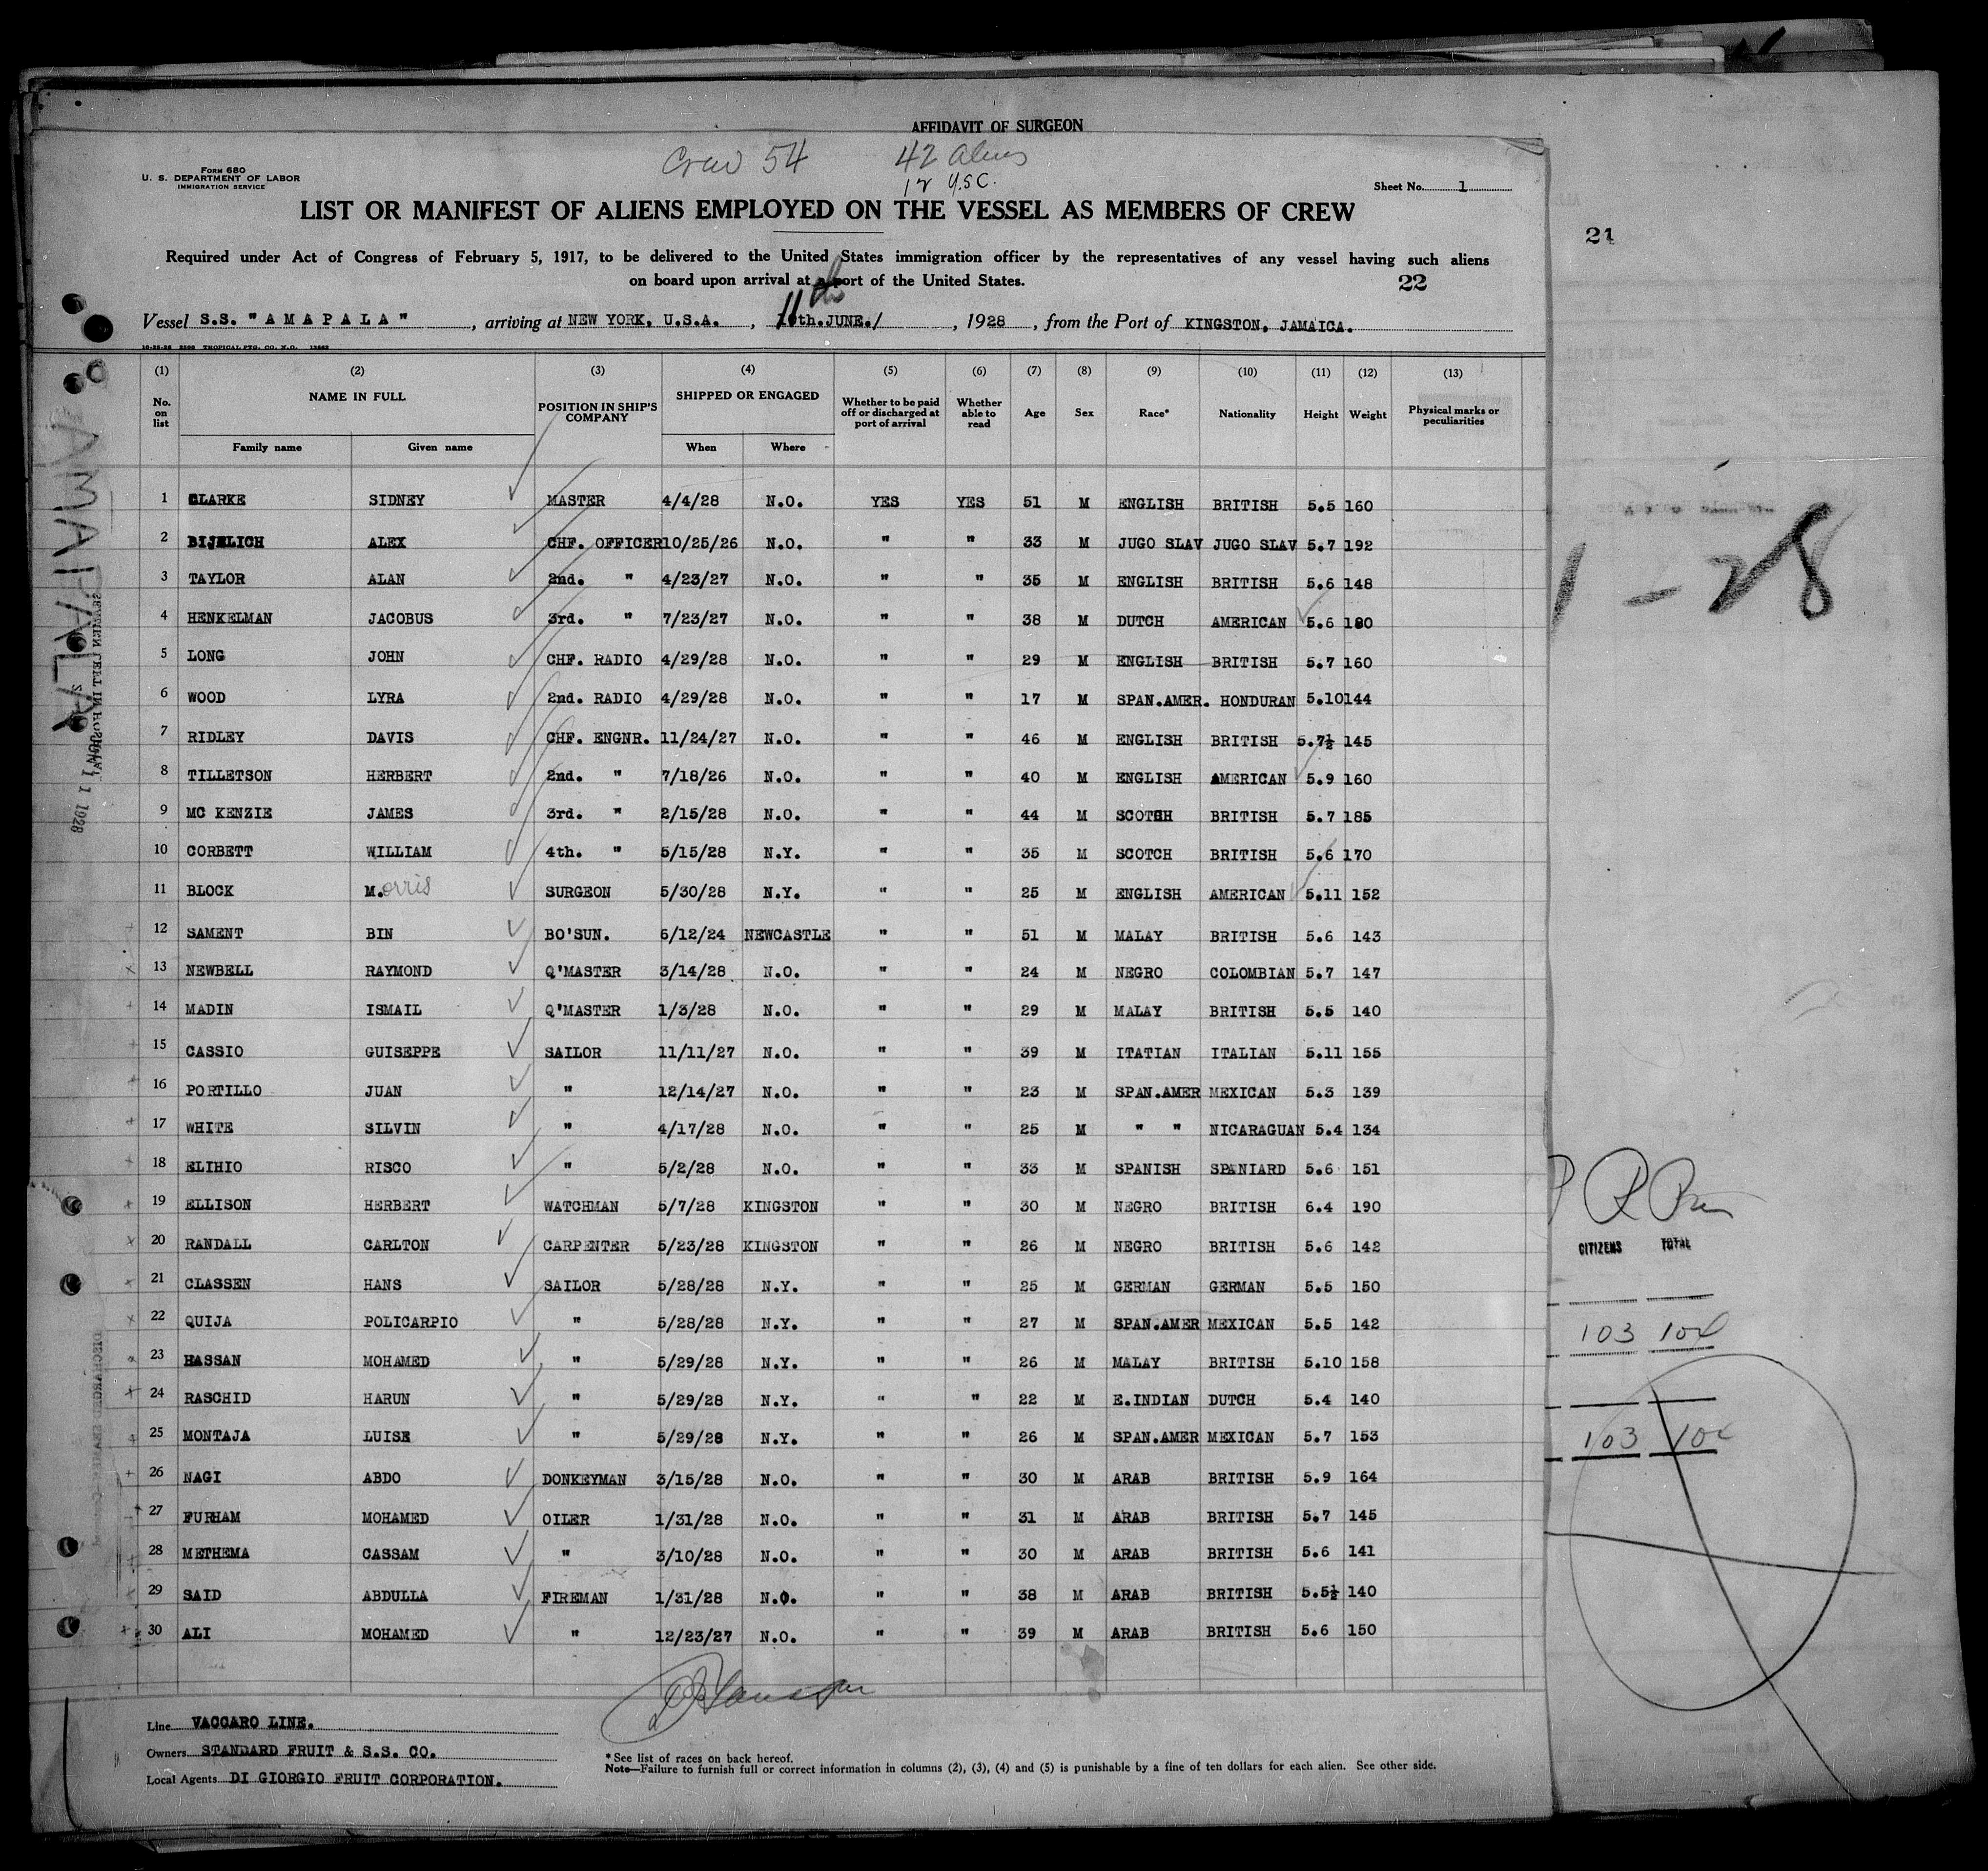 AFFIDAVIT OF SURGEON
Crew 54 42 aliens
12 U.S.C.
FORM 680
U. S. DEPARTMENT OF LABOR
IMMIGRATION SERVICE
Sheet No. 1
LIST OR MANIFEST OF ALIENS EMPLOYED ON THE VESSEL AS MEMBERS OF CREW
Required under Act of Congress of February 5, 1917, to be delivered to the United States immigration officer by the representatives of any vessel having such aliens
on board upon arrival at a port of the United States.
22
Vessel S.S. "AMAPALA", arriving at NEW YORK, U.S.A., 11th JUNE./, 1928, from the Port of KINGSTON, JAMAICA.
(1) (2) (3) (4) (5) (6) (7) (8) (9) (10) (11) (12) (13)
No. on list NAME IN FULL Family name Given name POSITION IN SHIP'S COMPANY SHIPPED OR ENGAGED When Where Whether to be paid off or discharged at port of arrival Whether able to read Age Sex Race* Nationality Height Weight Physical marks or peculiarities
1 CLARKE SIDNEY MASTER 4/4/28 N.O. YES YES 51 M ENGLISH BRITISH 5.5 160
2 BIJELICH ALEX CHF. OFFICER 10/25/26 N.O. " " 33 M JUGO SLAV JUGO SLAV 5.7 192
3 TAYLOR ALAN 2nd. " 4/23/27 N.O. " " 35 M ENGLISH BRITISH 5.6 148
4 HENKELMAN JACOBUS 3rd. " 7/23/27 N.O. " " 38 M DUTCH AMERICAN 5.6 180
5 LONG JOHN CHF. RADIO 4/29/28 N.O. " " 29 M ENGLISH BRITISH 5.7 160
6 WOOD LYRA 2nd. RADIO 4/29/28 N.O. " " 17 M SPAN.AMER. HONDURAN 5.10 144
7 RIDLEY DAVIS CHF. ENGNR. 11/24/27 N.O. " " 46 M ENGLISH BRITISH 5.7½ 145
8 TILLETSON HERBERT 2nd. " 7/18/26 N.O. " " 40 M ENGLISH AMERICAN 5.9 160
9 MC KENZIE JAMES 3rd. " 2/15/28 N.O. " " 44 M SCOTCH BRITISH 5.7 185
10 CORBETT WILLIAM 4th. " 5/15/28 N.Y. " " 35 M SCOTCH BRITISH 5.6 170
11 BLOCK M.orris SURGEON 5/30/28 N.Y. " " 25 M ENGLISH AMERICAN 5.11 152
12 SAMENT BIN BO'SUN. 6/12/24 NEWCASTLE " " 51 M MALAY BRITISH 5.6 143
13 NEWBELL RAYMOND Q'MASTER 3/14/28 N.O. " " 24 M NEGRO COLOMBIAN 5.7 147
14 MADIN ISMAIL Q'MASTER 1/3/28 N.O. " " 29 M MALAY BRITISH 5.5 140
15 CASSIO GUISEPPE SAILOR 11/11/27 N.O. " " 39 M ITATIAN ITALIAN 5.11 155
16 PORTILLO JUAN " 12/14/27 N.O. " " 23 M SPAN.AMER MEXICAN 5.3 139
17 WHITE SILVIN " 4/17/28 N.O. " " 25 M " " NICARAGUAN 5.4 134
18 ELIHIO RISCO " 5/2/28 N.O. " " 33 M SPANISH SPANIARD 5.6 151
19 ELLISON HERBERT WATCHMAN 5/7/28 KINGSTON " " 30 M NEGRO BRITISH 6.4 190
20 RANDALL CARLTON CARPENTER 5/23/28 KINGSTON " " 26 M NEGRO BRITISH 5.6 142
21 CLASSEN HANS SAILOR 5/28/28 N.Y. " " 25 M GERMAN GERMAN 5.5 150
22 QUIJA POLICARPIO " 5/28/28 N.Y. " " 27 M SPAN.AMER MEXICAN 5.5 142
23 HASSAN MOHAMED " 5/29/28 N.Y. " " 26 M MALAY BRITISH 5.10 158
24 RASCHID HARUN " 5/29/28 N.Y. " " 22 M E.INDIAN DUTCH 5.4 140
25 MONTAJA LUISE " 5/29/28 N.Y. " " 26 M SPAN.AMER MEXICAN 5.7 153
26 NAGI ABDO DONKEYMAN 3/15/28 N.O. " " 30 M ARAB BRITISH 5.9 164
27 FURHAM MOHAMED OILER 1/31/28 N.O. " " 31 M ARAB BRITISH 5.7 145
28 METHEMA CASSAM " 3/10/28 N.O. " " 30 M ARAB BRITISH 5.6 141
29 SAID ABDULLA FIREMAN 1/31/28 N.O. " " 38 M ARAB BRITISH 5.5½ 140
30 ALI MOHAMED " 12/23/27 N.O. " " 39 M ARAB BRITISH 5.6 150
Line VACCARO LINE.
Owners STANDARD FRUIT & S.S. CO.
Local Agents DI GIORGIO FRUIT CORPORATION.
*See list of races on back hereof.
Note—Failure to furnish full or correct information in columns (2), (3), (4) and (5) is punishable by a fine of ten dollars for each alien. See other side.
AMAPALA
SEAMEN LEFT IN HOSPITAL
21
1-28
CITIZENS TOTAL
103 104
103 104